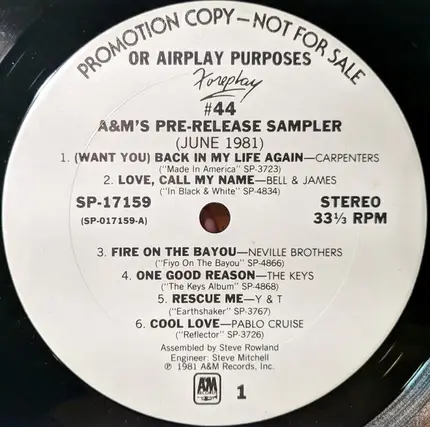 PROMOTION COPY – NOT FOR SALE
OR AIRPLAY PURPOSES
Foreplay
#44
A&M'S PRE-RELEASE SAMPLER
(JUNE 1981)
1. (WANT YOU) BACK IN MY LIFE AGAIN—CARPENTERS
("Made In America" SP-3723)
2. LOVE, CALL MY NAME—BELL & JAMES
("In Black & White" SP-4834)
SP-17159 STEREO
(SP-017159-A) 33⅓ RPM
3. FIRE ON THE BAYOU—NEVILLE BROTHERS
("Fiyo On The Bayou" SP-4866)
4. ONE GOOD REASON—THE KEYS
("The Keys Album" SP-4868)
5. RESCUE ME—Y & T
("Earthshaker" SP-3767)
6. COOL LOVE—PABLO CRUISE
("Reflector" SP-3726)
Assembled by Steve Rowland
Engineer: Steve Mitchell
℗ 1981 A&M Records, Inc.
A&M 1